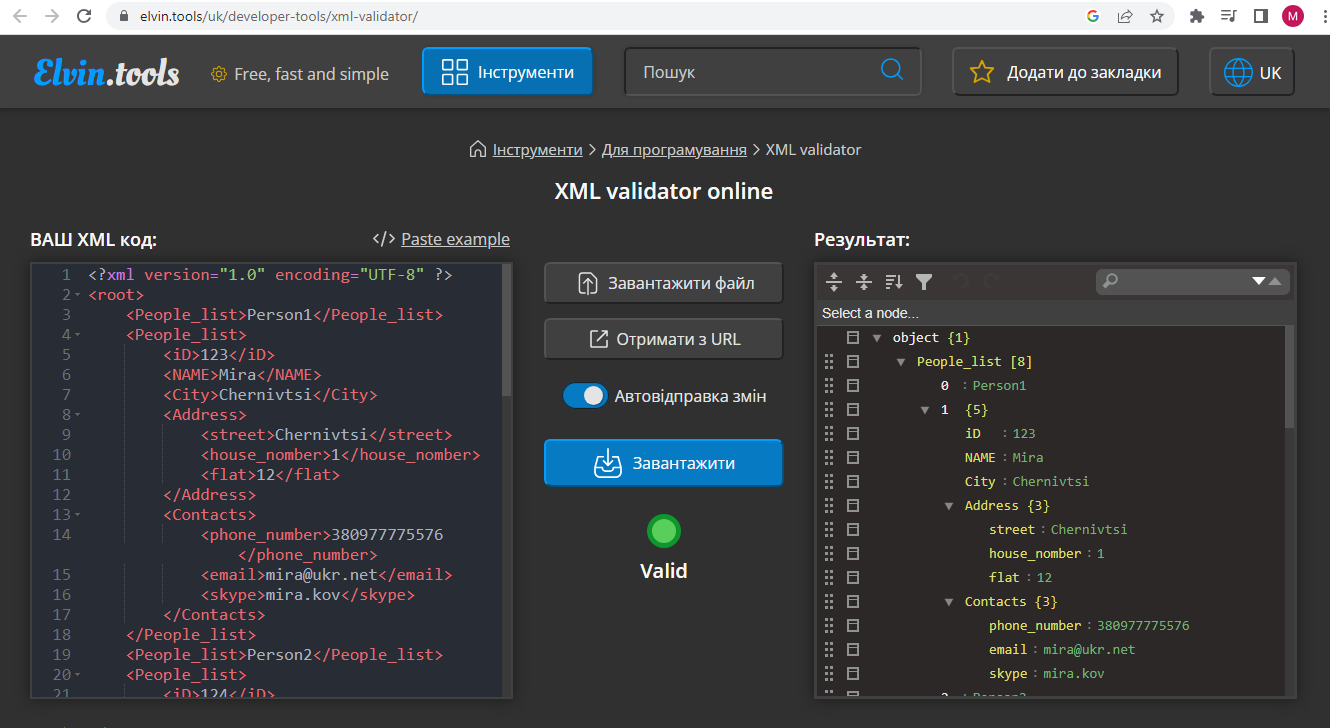 elvin.tools/uk/developer-tools/xml-validator/
M
Elvin.tools
Free, fast and simple
Інструменти
Пошук
Додати до закладки
UK
Інструменти > Для програмування > XML validator
XML validator online
ВАШ XML код:
</> Paste example
1 <?xml version="1.0" encoding="UTF-8" ?>
2 <root>
3 <People_list>Person1</People_list>
4 <People_list>
5 <iD>123</iD>
6 <NAME>Mira</NAME>
7 <City>Chernivtsi</City>
8 <Address>
9 <street>Chernivtsi</street>
10 <house_nomber>1</house_nomber>
11 <flat>12</flat>
12 </Address>
13 <Contacts>
14 <phone_number>380977775576
</phone_number>
15 <email>mira@ukr.net</email>
16 <skype>mira.kov</skype>
17 </Contacts>
18 </People_list>
19 <People_list>Person2</People_list>
20 <People_list>
21 <iD>124</iD>
Завантажити файл
Отримати з URL
Автовідправка змін
Завантажити
Valid
Результат:
Select a node...
object {1}
People_list [8]
0 : Person1
1 {5}
iD : 123
NAME : Mira
City : Chernivtsi
Address {3}
street : Chernivtsi
house_nomber : 1
flat : 12
Contacts {3}
phone_number : 380977775576
email : mira@ukr.net
skype : mira.kov
2 : Person2